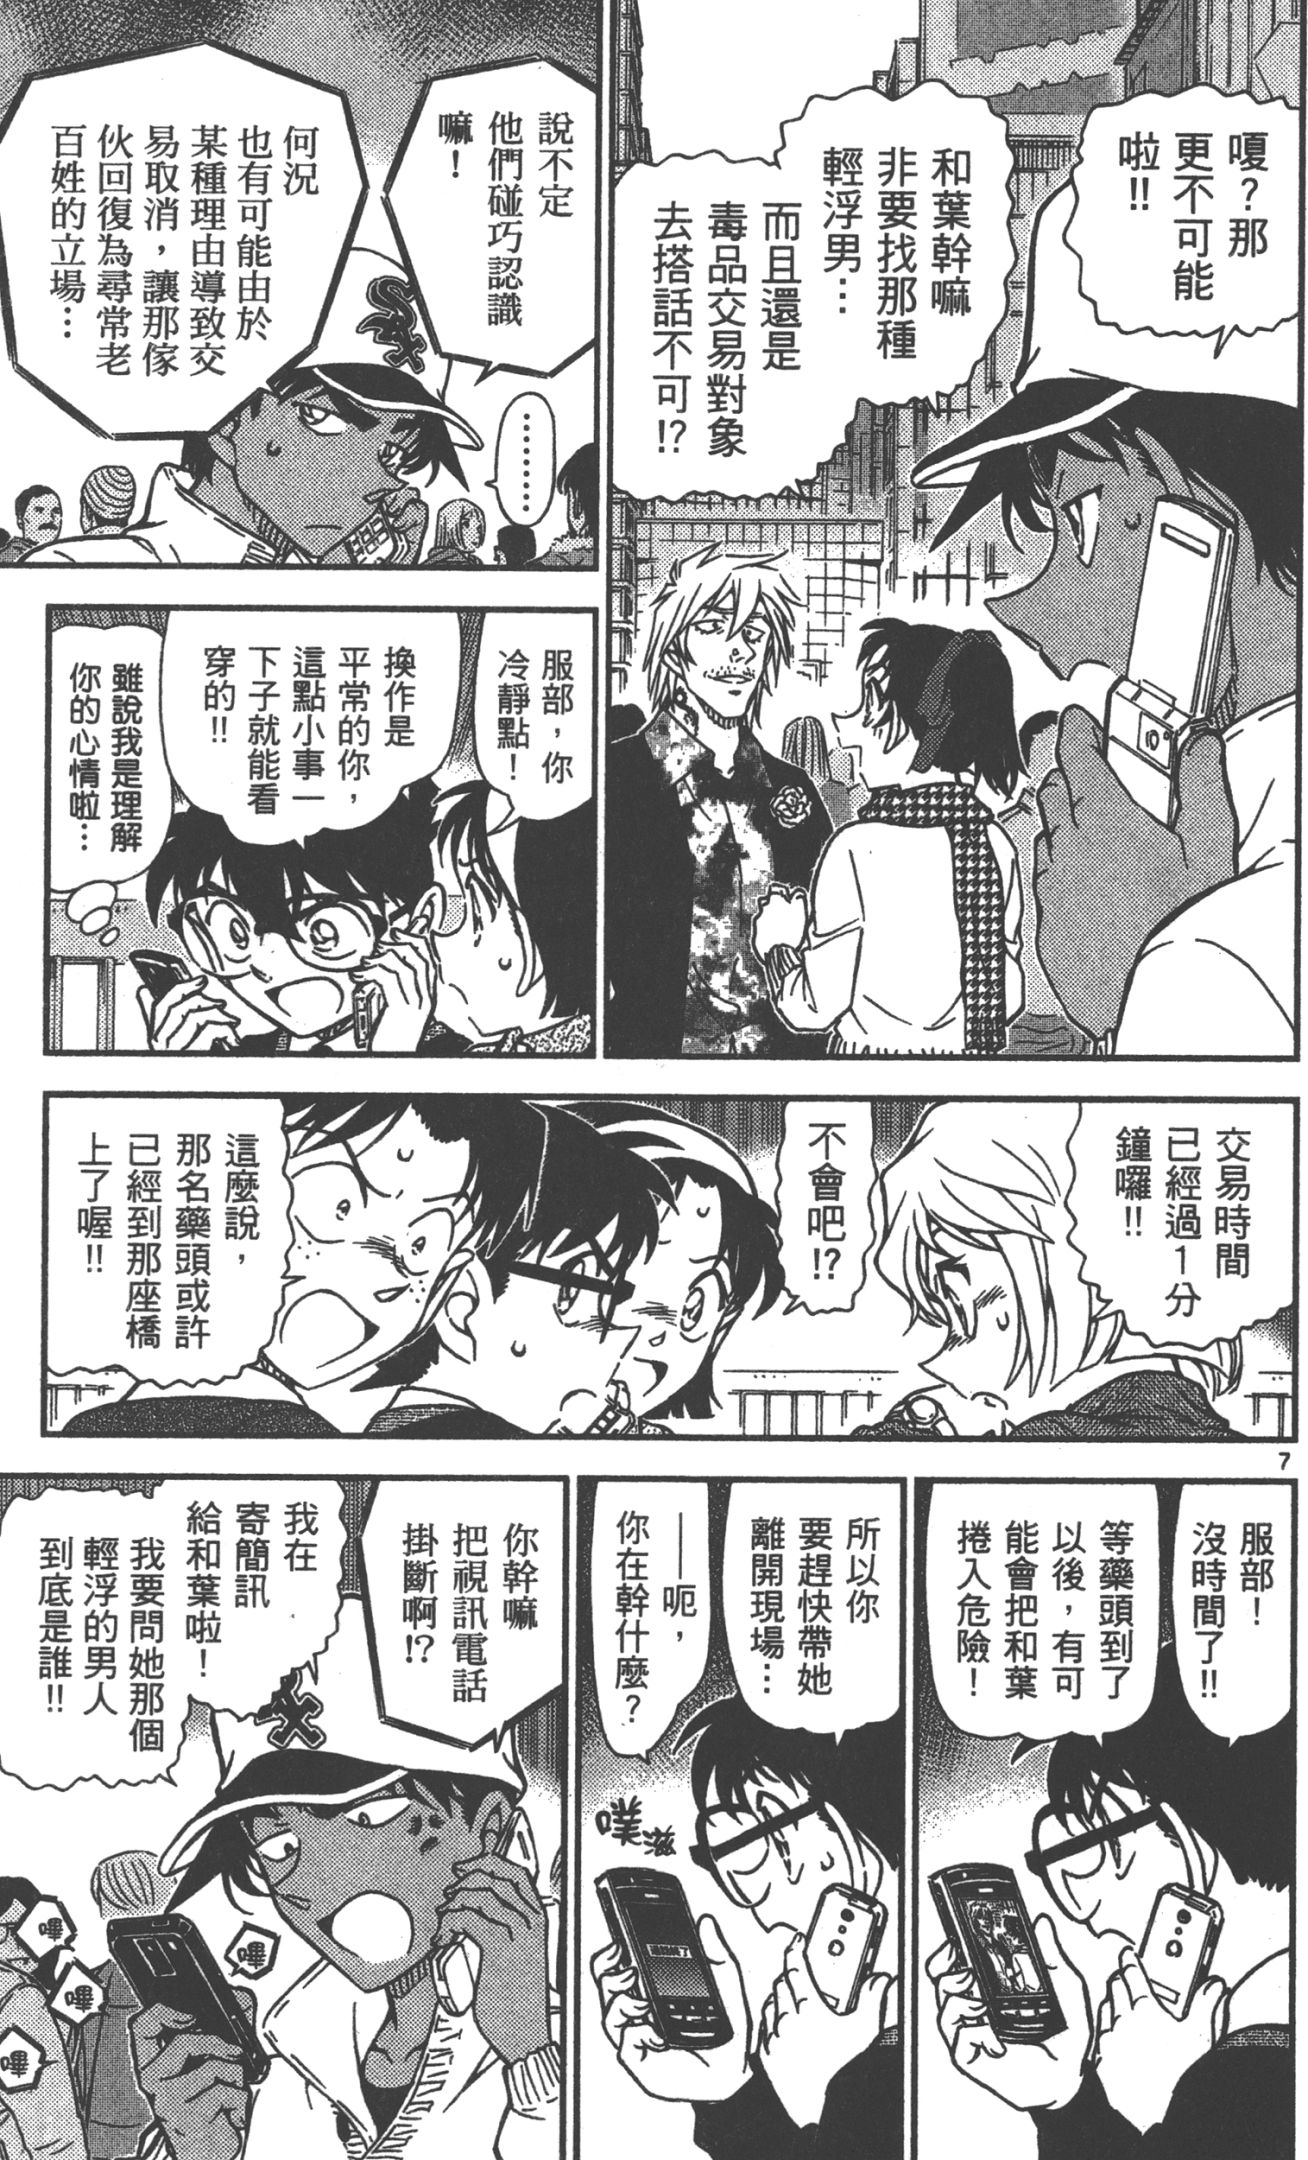 嗄？那
更不可能
啦!!
和葉幹嘛
非要找那種
輕浮男…
而且還是
毒品交易對象
去搭話不可!?
說不定
他們碰巧認識
嘛！
………
何況
也有可能由於
某種理由導致交
易取消，讓那傢
伙回復為尋常老
百姓的立場…
服部，你
冷靜點！
換作是
平常的你，
這點小事一
下子就能看
穿的!!
雖說我是理解
你的心情啦…
交易時間
已經過1分
鐘囉!!
不會吧!?
這麼說，
那名藥頭或許
已經到那座橋
上了喔!!
7
服部！
沒時間了!!
等藥頭到了
以後，有可
能會把和葉
捲入危險！
所以你
要趕快帶她
離開現場…
——呃，
你在幹什麼？
噗滋
你幹嘛
把視訊電話
掛斷啊!?
我在
寄簡訊
給和葉啦！
我要問她那個
輕浮的男人
到底是誰!!
嗶
嗶
嗶
嗶